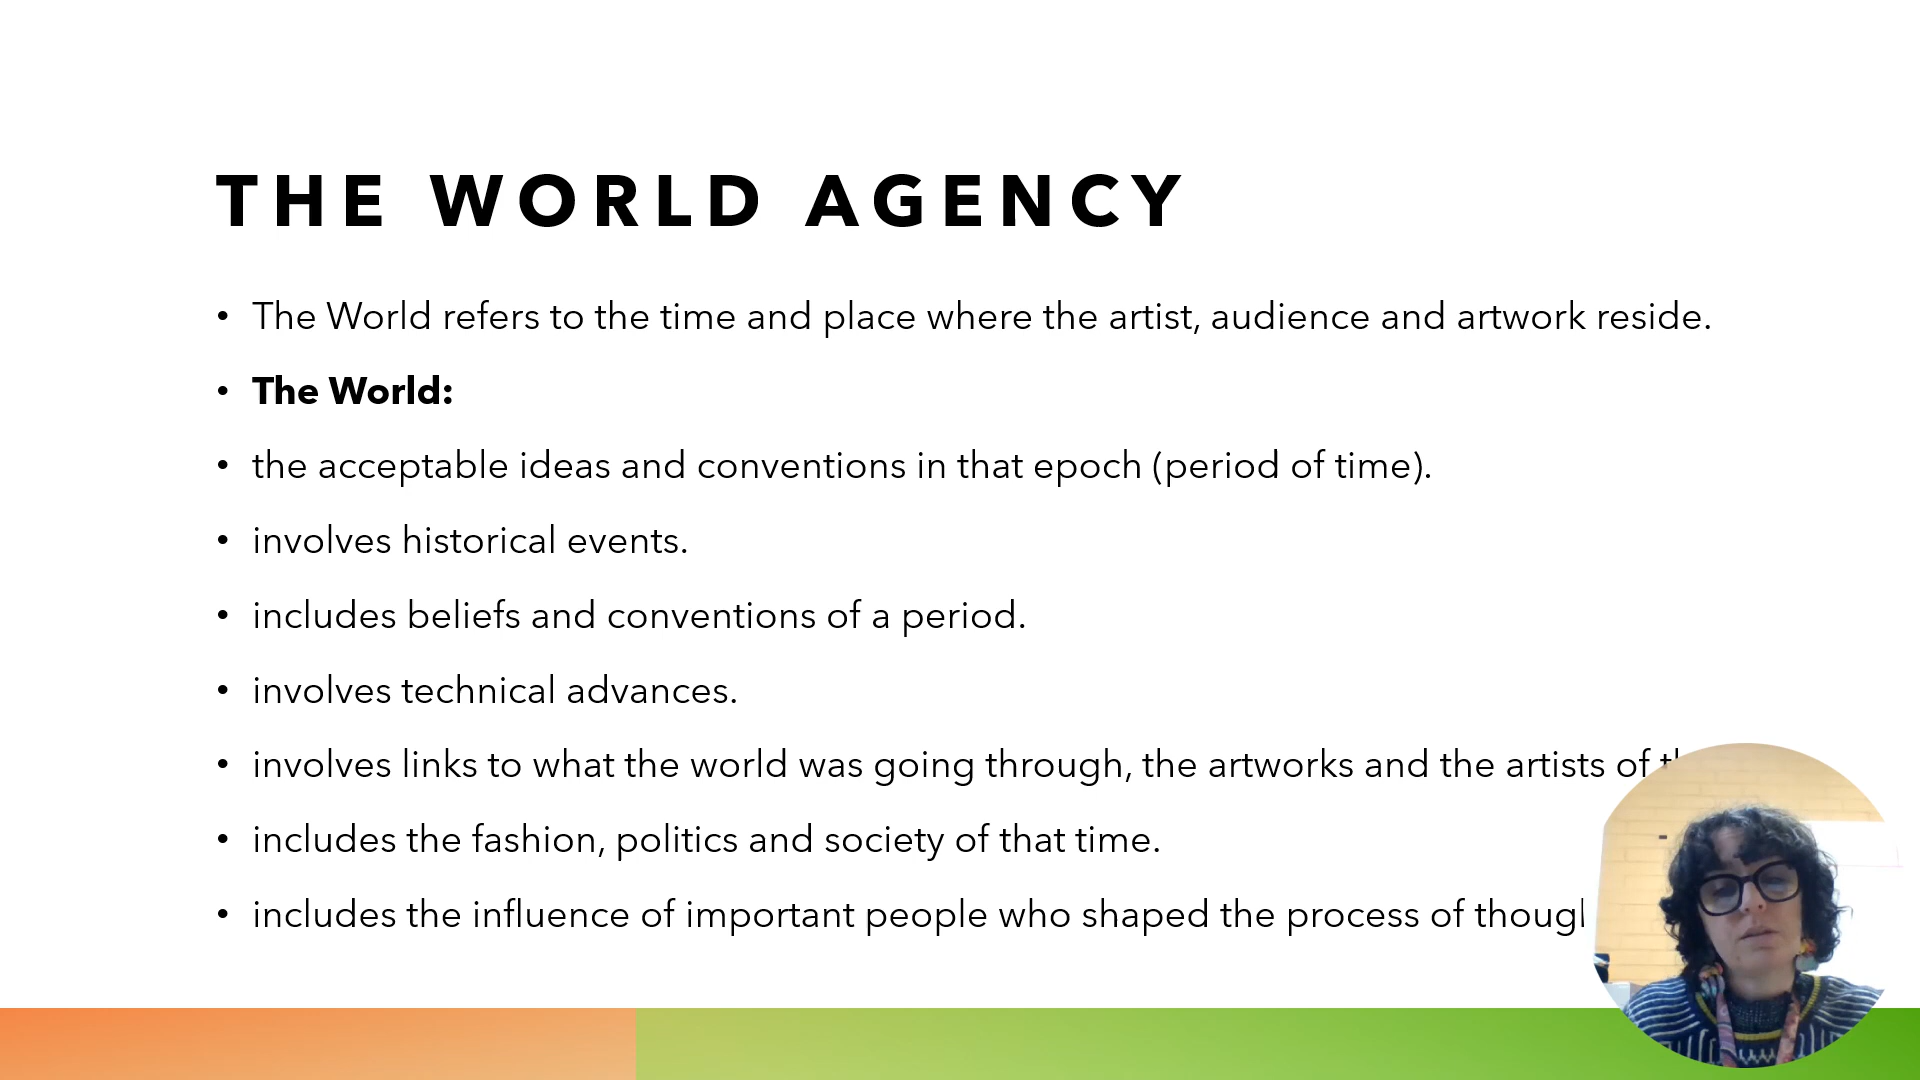 THE WORLD AGENCY
• The World refers to the time and place where the artist, audience and artwork reside.
• The World:
• the acceptable ideas and conventions in that epoch (period of time).
• involves historical events.
• includes beliefs and conventions of a period.
• involves technical advances.
• involves links to what the world was going through, the artworks and the artists of
• includes the fashion, politics and society of that time.
• includes the influence of important people who shaped the process of